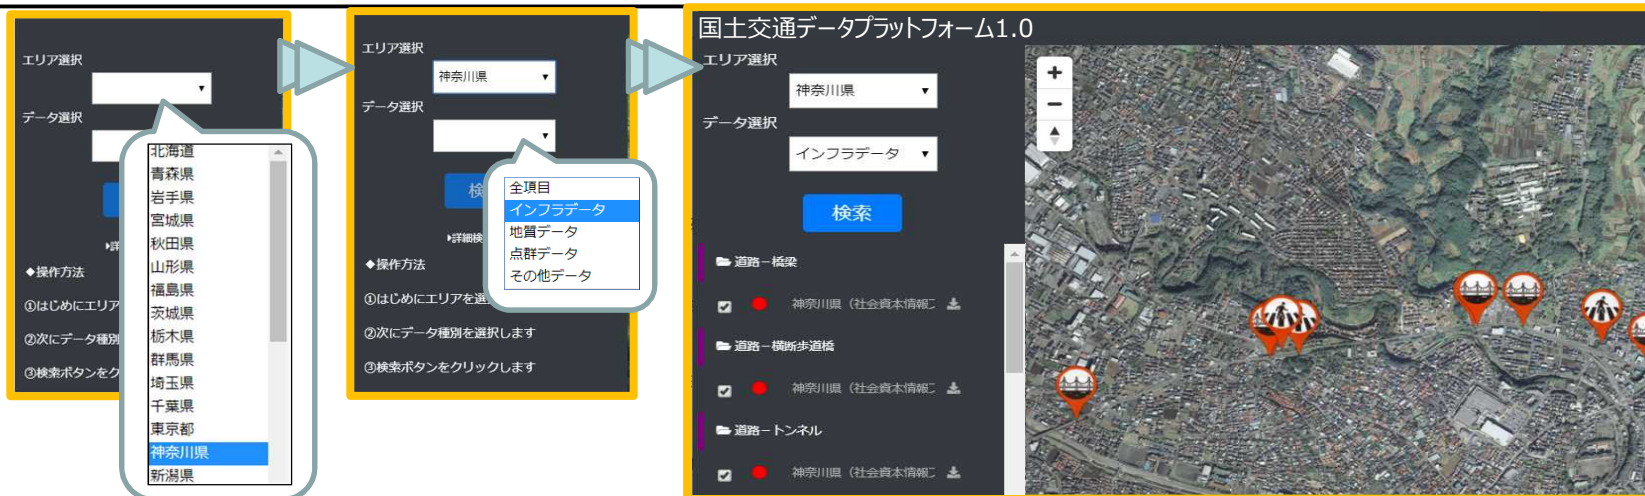 エリア選択
データ選択
北海道
青森県
岩手県
宮城県
秋田県
山形県
福島県
茨城県
栃木県
群馬県
埼玉県
千葉県
東京都
神奈川県
新潟県
◆操作方法
①はじめにエリア
②次にデータ種別
③検索ボタンをク
エリア選択
神奈川県
データ選択
検
全項目
インフラデータ
地質データ
点群データ
その他データ
▶詳細検
◆操作方法
①はじめにエリアを選
②次にデータ種別を選択します
③検索ボタンをクリックします
国土交通データプラットフォーム1.0
エリア選択
神奈川県
データ選択
インフラデータ
検索
道路－橋梁
神奈川県（社会資本情報
道路－横断歩道橋
神奈川県（社会資本情報
道路－トンネル
神奈川県（社会資本情報